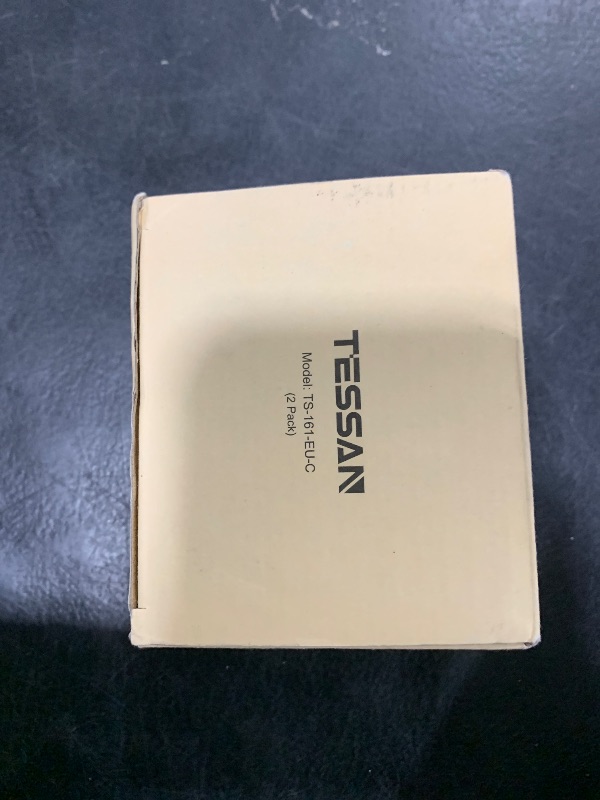 TESSAN
Model: TS-161-EU-C
(2 Pack)